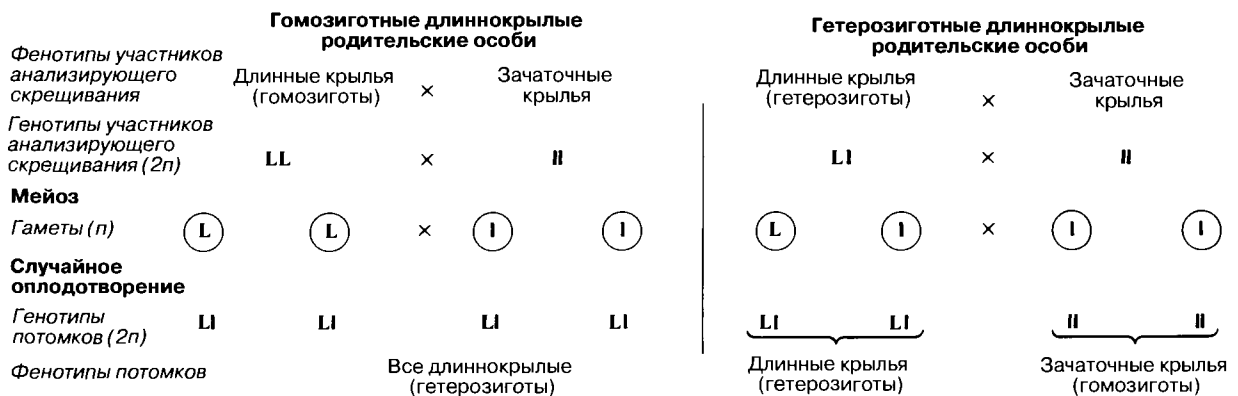 Гомозиготные длиннокрылые
родительские особи
Гетерозиготные длиннокрылые
родительские особи
Фенотипы участников
анализирующего
скрещивания
Длинные крылья
(гомозиготы)
×
Зачаточные
крылья
Длинные крылья
(гетерозиготы)
×
Зачаточные
крылья
Генотипы участников
анализирующего
скрещивания (2п)
LL × ll
Ll × ll
Мейоз
Гаметы (п) L L × l l L l × l l
Случайное
оплодотворение
Генотипы
потомков (2п)
Ll Ll Ll Ll
Ll Ll ll ll
Фенотипы потомков
Все длиннокрылые
(гетерозиготы)
Длинные крылья
(гетерозиготы)
Зачаточные крылья
(гомозиготы)